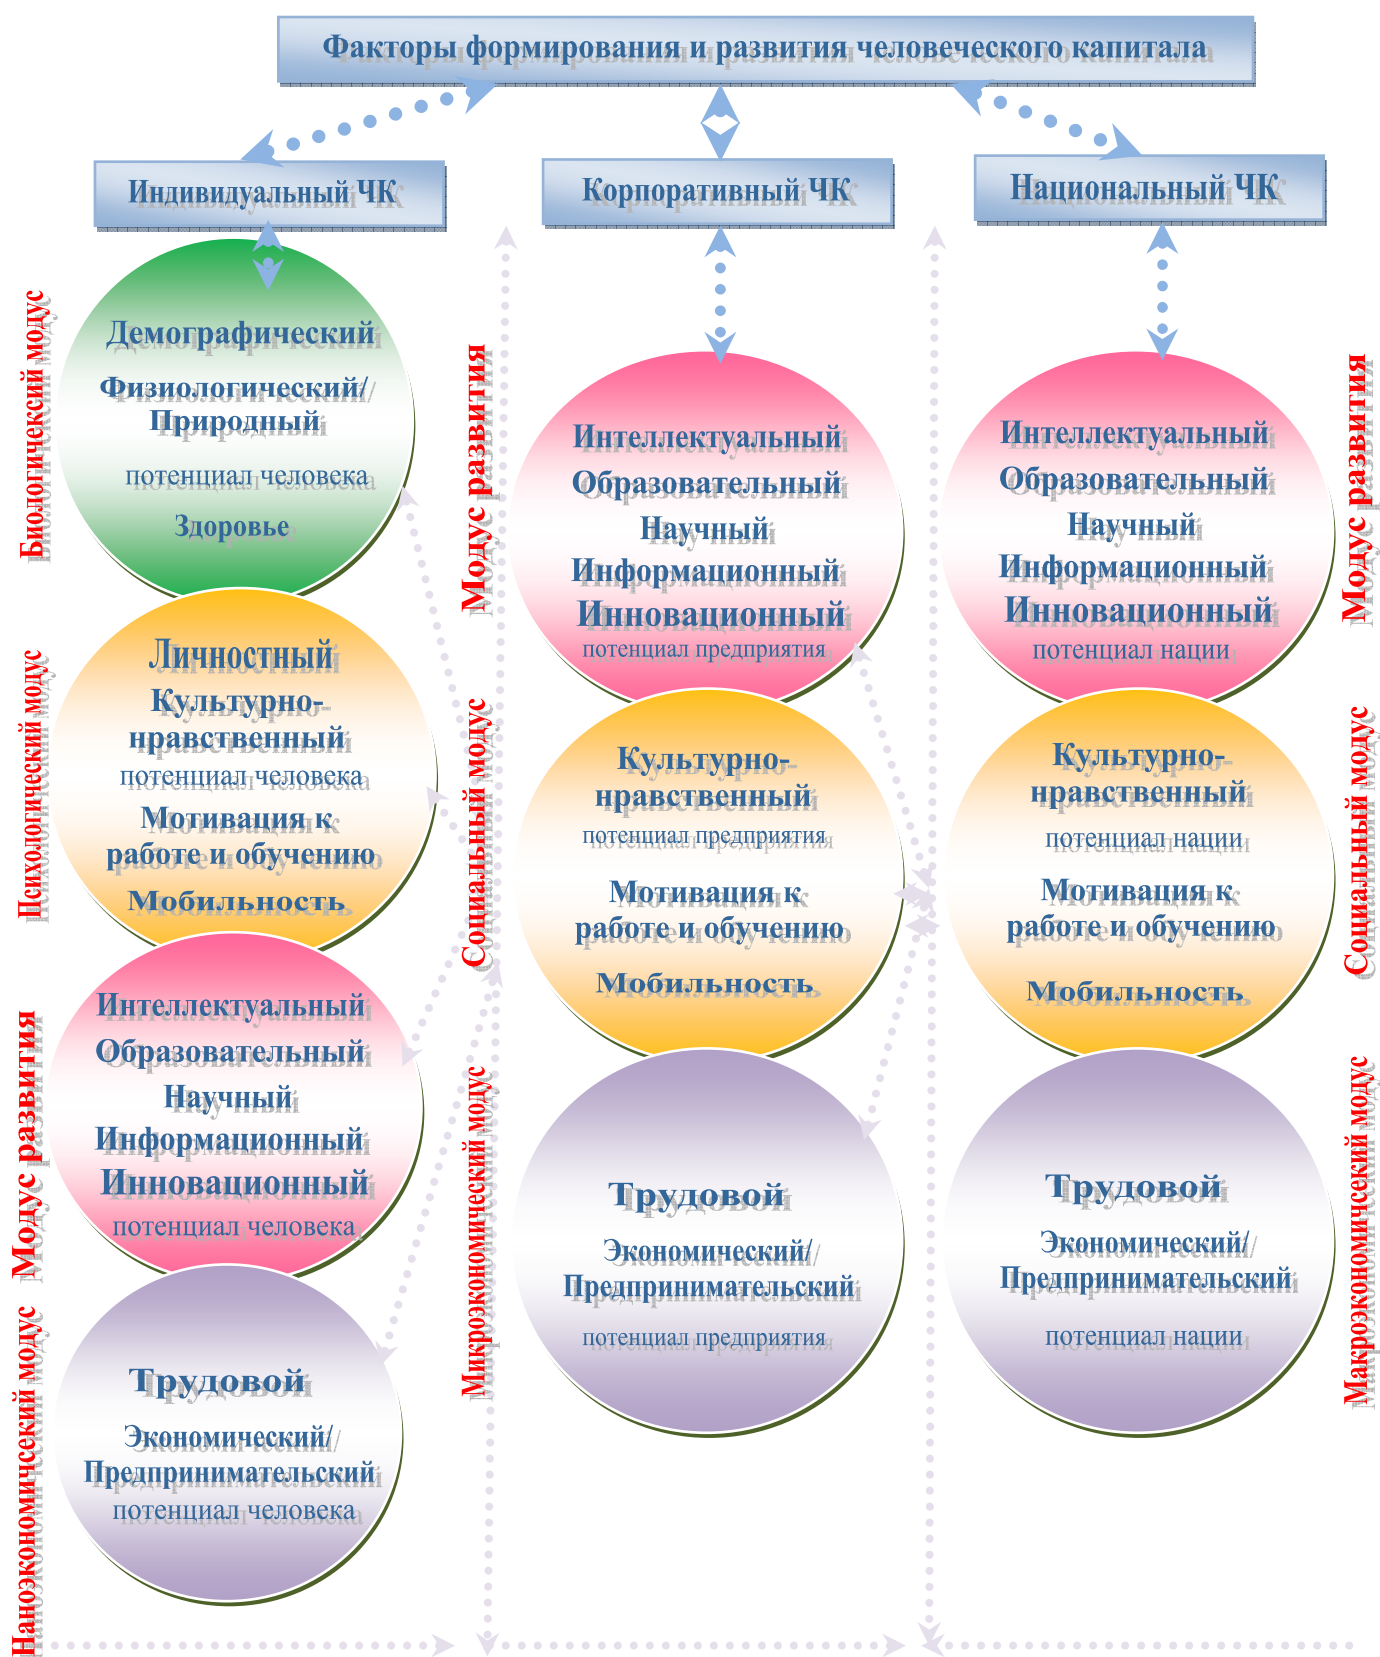 Факторы формирования и развития человеческого капитала
Индивидуальный ЧК
Корпоративный ЧК
Национальный ЧК
Биологичексий модус
Демографический
Физиологический/
Природный
потенциал человека
Здоровье
Психологический модус
Личностный
Культурно-
нравственный
потенциал человека
Мотивация к
работе и обучению
Мобильность
Модус развития
Интеллектуальный
Образовательный
Научный
Информационный
Инновационный
потенциал человека
Наноэкономичсекий модус
Трудовой
Экономический/
Предпринимательский
потенциал человека
Модус развития
Интеллектуальный
Образовательный
Научный
Информационный
Инновационный
потенциал предприятия
Социальный модус
Культурно-
нравственный
потенциал предприятия
Мотивация к
работе и обучению
Мобильность
Микроэкономический модус
Трудовой
Экономический/
Предпринимательский
потенциал предприятия
Модус развития
Интеллектуальный
Образовательный
Научный
Информационный
Инновационный
потенциал нации
Социальный модус
Культурно-
нравственный
потенциал нации
Мотивация к
работе и обучению
Мобильность
Макроэкономичсекий модус
Трудовой
Экономический/
Предпринимательский
потенциал нации